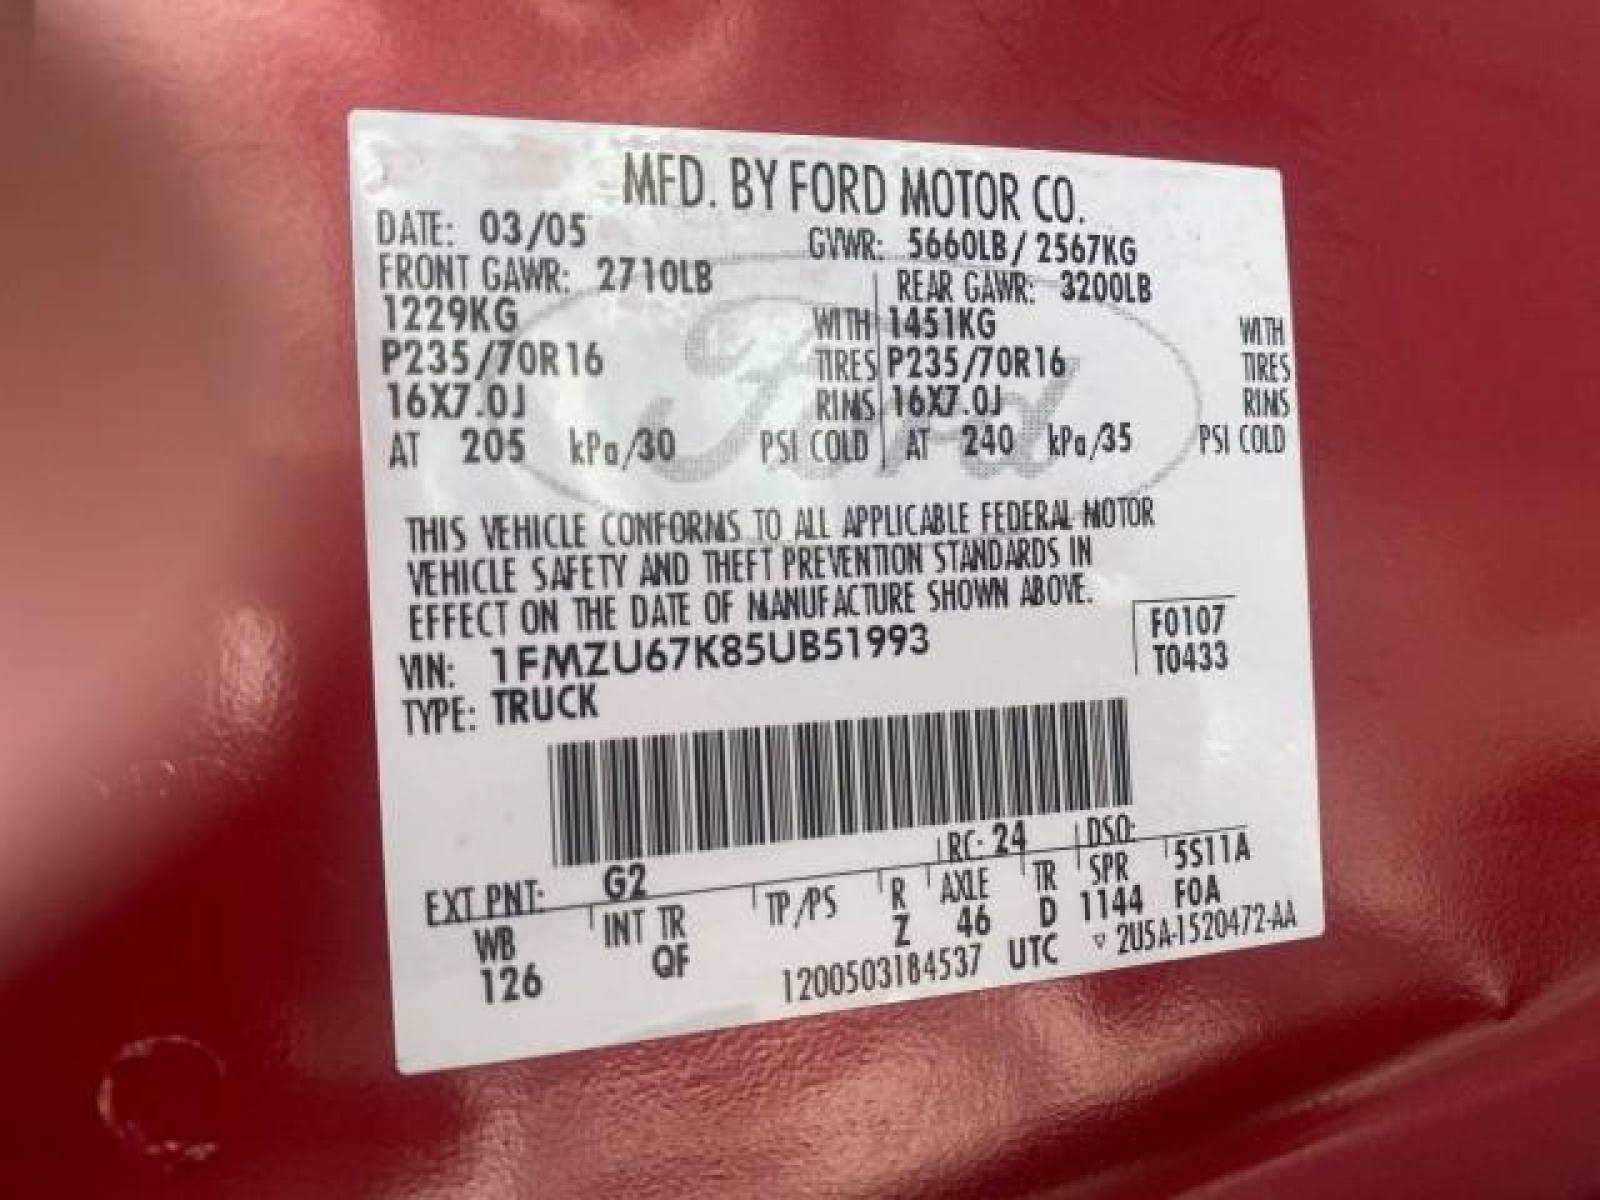 MFD. BY FORD MOTOR CO.
DATE: 03/05 GVWR: 5660LB/2567KG
FRONT GAWR: 2710LB REAR GAWR: 3200LB
1229KG WITH 1451KG WITH
P235/70R16 TIRES P235/70R16 TIRES
16X7.0J RIMS 16X7.0J RIMS
AT 205 kPa/30 PSI COLD AT 240 kPa/35 PSI COLD
Ford
THIS VEHICLE CONFORMS TO ALL APPLICABLE FEDERAL MOTOR
VEHICLE SAFETY AND THEFT PREVENTION STANDARDS IN
EFFECT ON THE DATE OF MANUFACTURE SHOWN ABOVE.
VIN: 1FMZU67K85UB51993 F0107
TYPE: TRUCK T0433
EXT PNT: G2 RC: 24 DSO:
WB INT TR TP/PS R AXLE TR SPR 5S11A
126 QF Z 46 D 1144 F0A
1200503184537 UTC ▽ 2U5A-1520472-AA